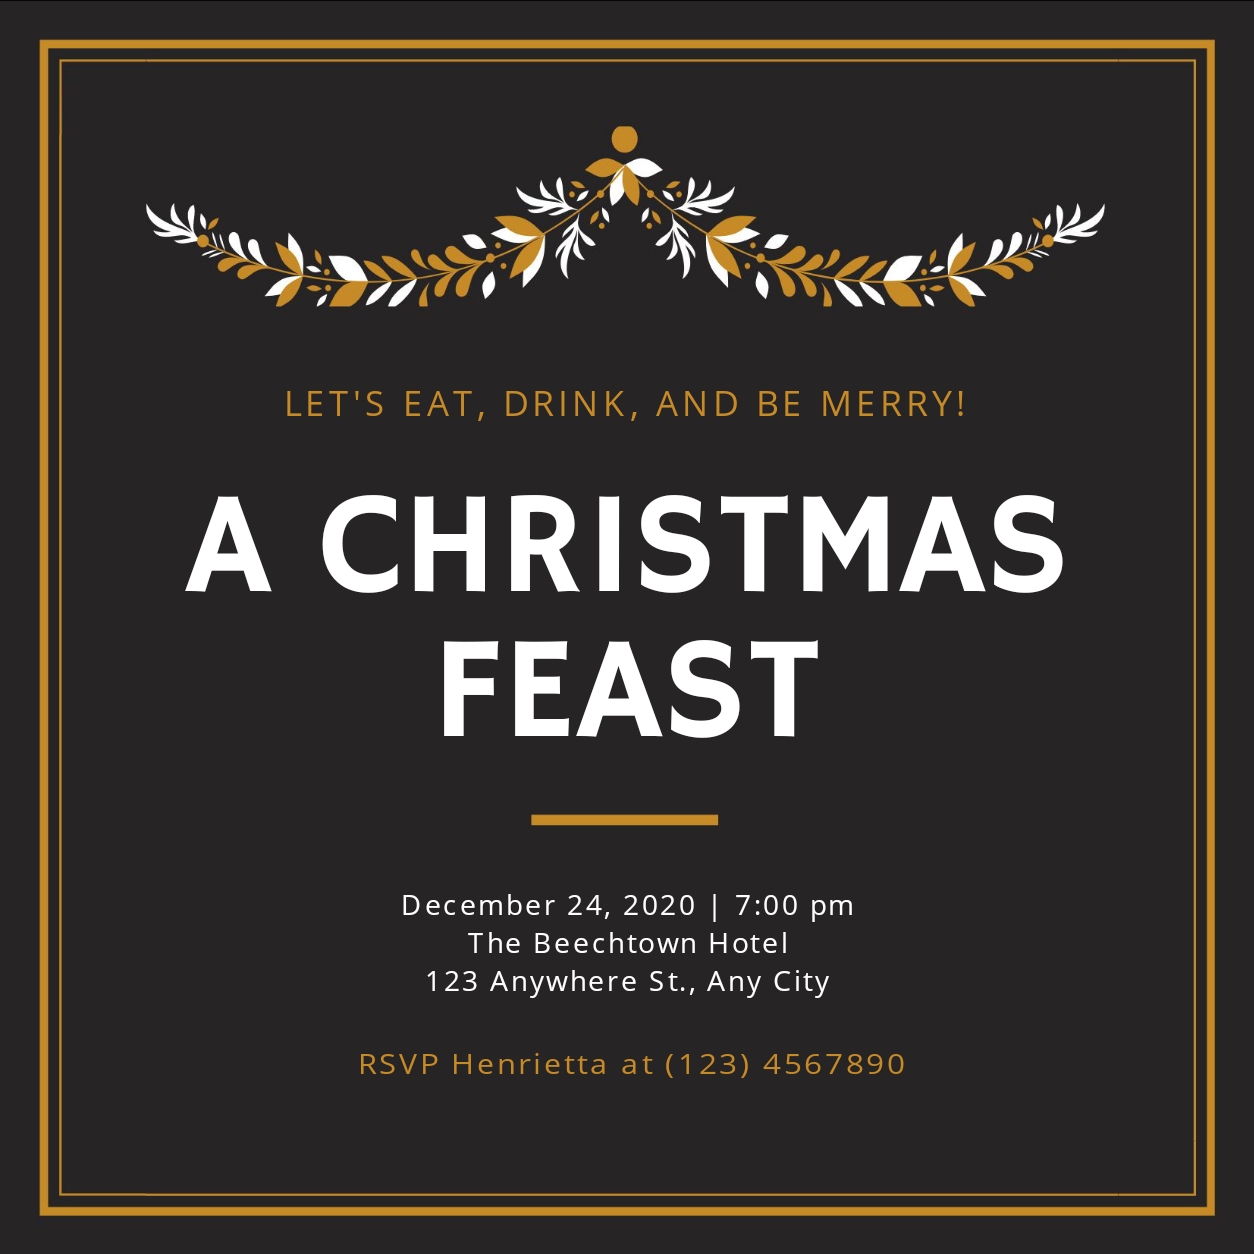 LET'S EAT, DRINK, AND BE MERRY!
A CHRISTMAS
FEAST
December 24, 2020 | 7:00 pm
The Beechtown Hotel
123 Anywhere St., Any City
RSVP Henrietta at (123) 4567890